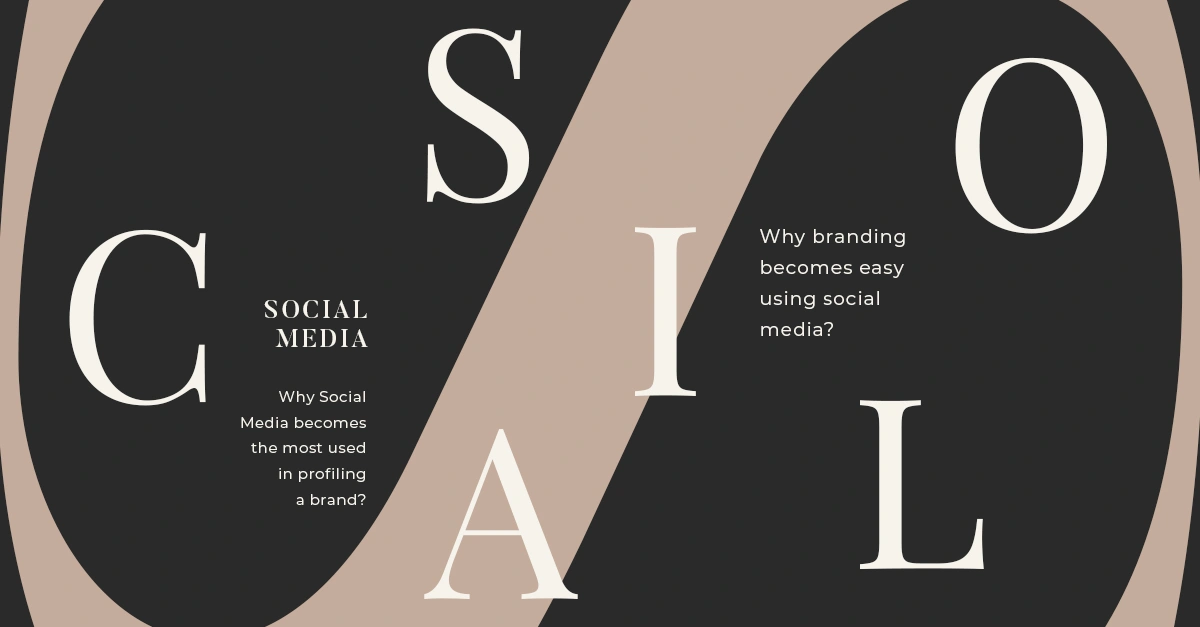 S
O
C
I
A
L
SOCIAL
MEDIA
Why Social
Media becomes
the most used
in profiling
a brand?
Why branding
becomes easy
using social
media?